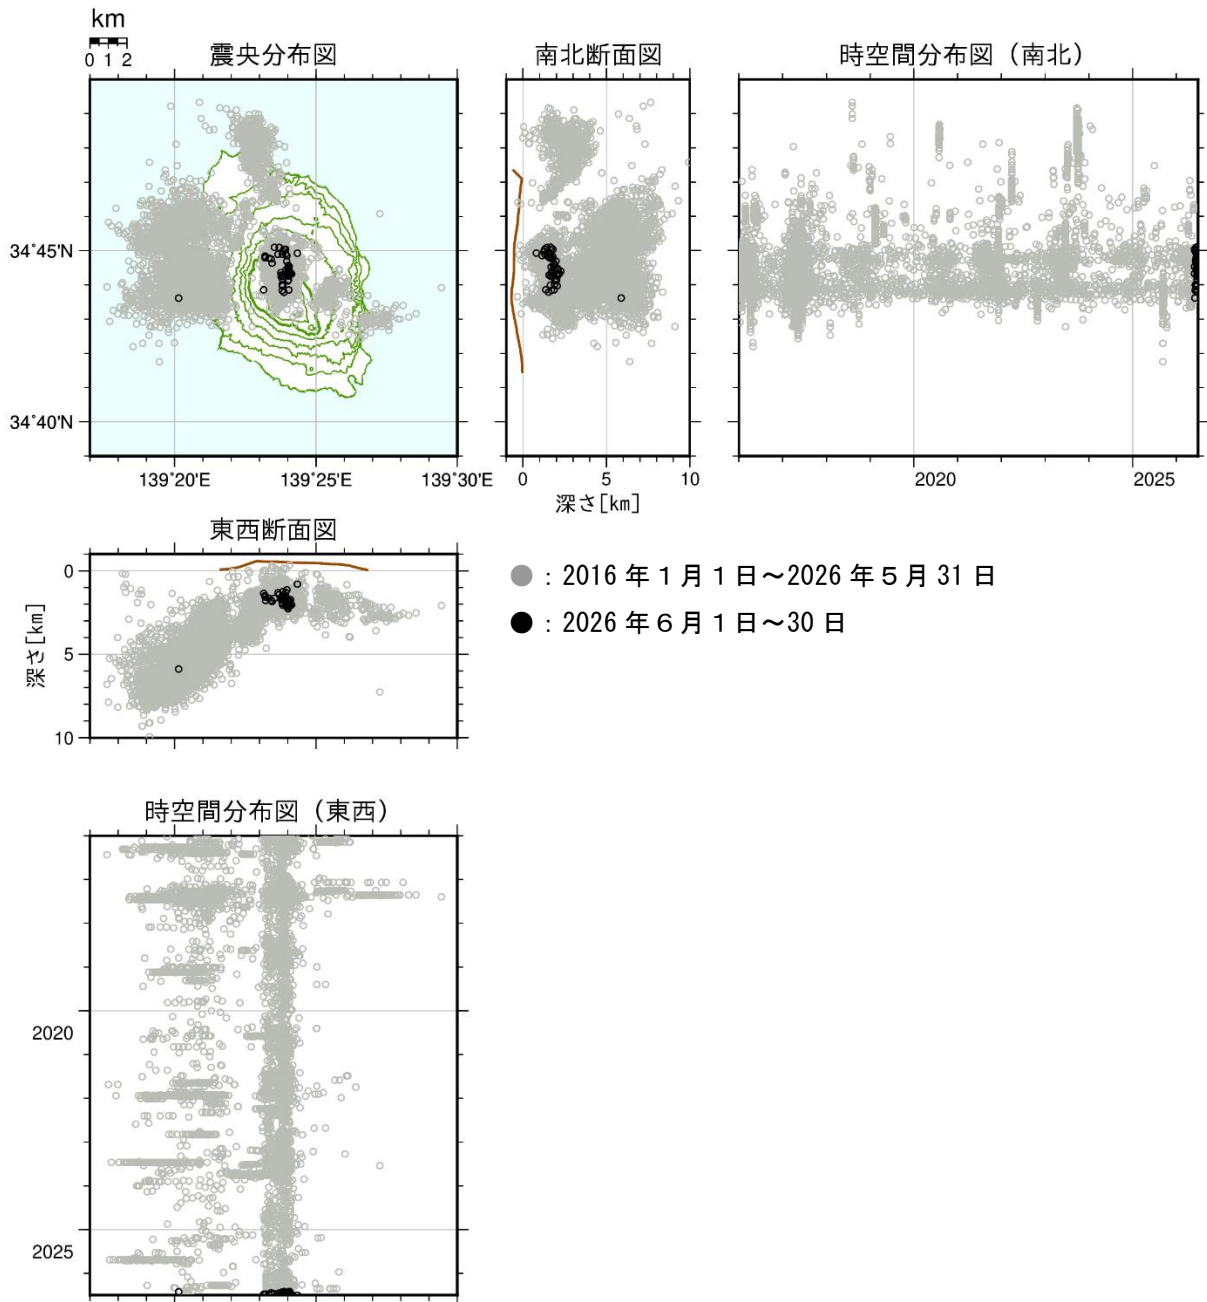 km
0 1 2
震央分布図
南北断面図
時空間分布図（南北）
34°45'N
34°40'N
139°20'E 139°25'E 139°30'E
0 5 10
深さ[km]
2020 2025
東西断面図
0
5
10
深さ[km]
●：2016 年１月１日～2026 年５月 31 日
●：2026 年６月１日～30 日
時空間分布図（東西）
2020
2025